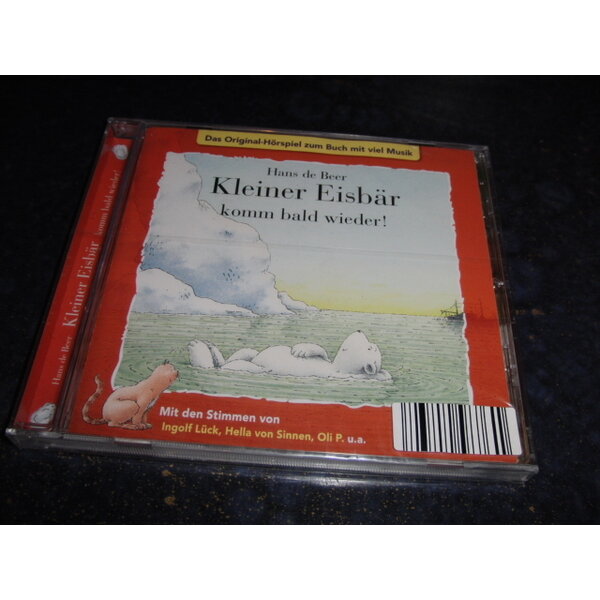 Das Original-Hörspiel zum Buch mit viel Musik
Hans de Beer
Kleiner Eisbär
komm bald wieder!
Mit den Stimmen von
Ingolf Lück, Hella von Sinnen, Oli P. u.a.
Hans de Beer Kleiner Eisbär komm bald wieder!